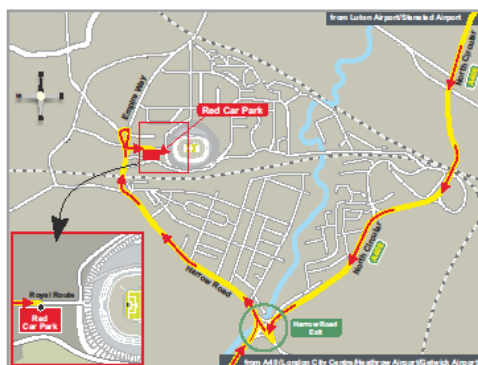 from Luton Airport/Stansted Airport
North Circular
Empire Way
Red Car Park
North Circular
Harrow Road
Royal Route
Red
Car Park
Harrow Road
Exit
from A40/London City Centre/Heathrow Airport/Gatwick Airport